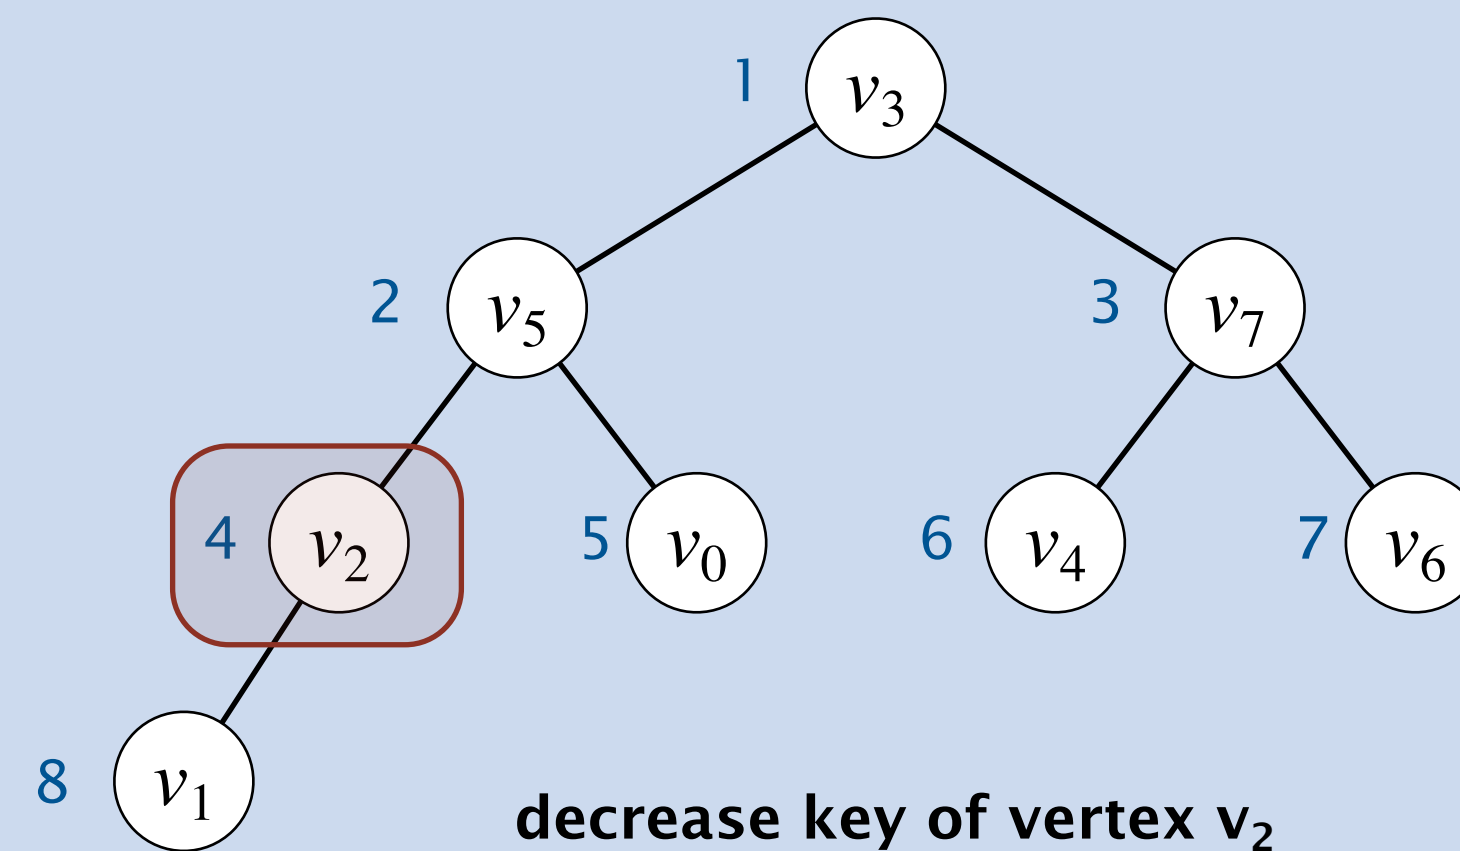 1 v₃
2 v₅ 3 v₇
4 v₂ 5 v₀ 6 v₄ 7 v₆
8 v₁
decrease key of vertex v₂